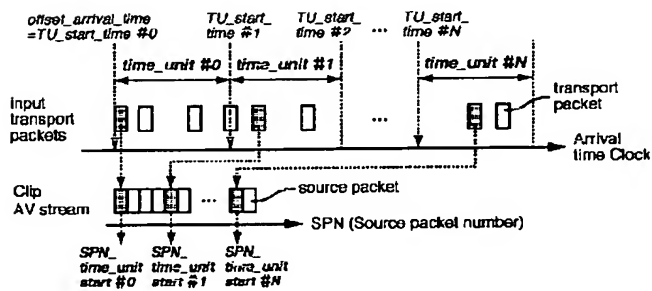 offset_arrival_time
=TU_start_time #0
TU_start_
time #1
TU_start_
time #2
...
TU_start_
time #N
time_unit #0
time_unit #1
time_unit #N
input
transport
packets
...
transport
packet
Arrival
time Clock
Clip
AV stream
...
source packet
SPN (Source packet number)
SPN_
time_unit
start #0
SPN_
time_unit
start #1
SPN_
time_unit
start #N